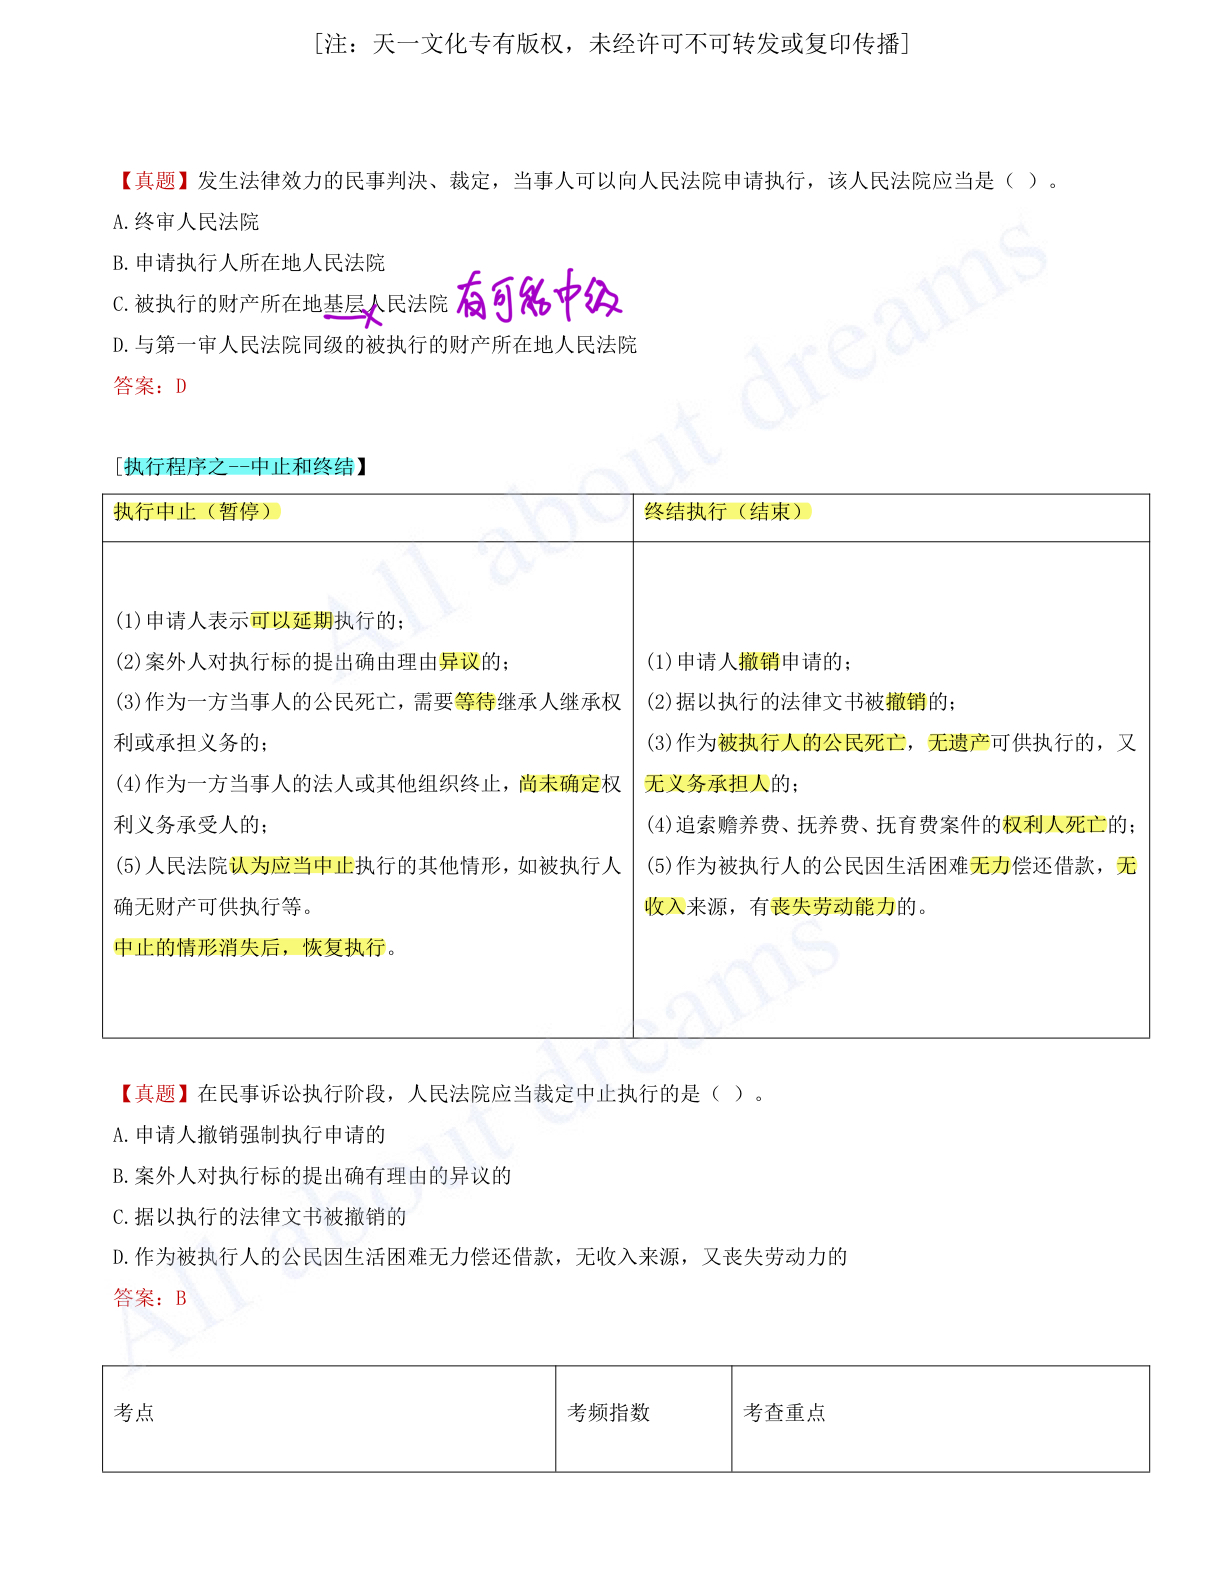 [注：天一文化专有版权，未经许可不可转发或复印传播]
【真题】发生法律效力的民事判决、裁定，当事人可以向人民法院申请执行，该人民法院应当是（ ）。
A.终审人民法院
B.申请执行人所在地人民法院
C.被执行的财产所在地基层人民法院 有可能中级
D.与第一审人民法院同级的被执行的财产所在地人民法院
答案：D
[执行程序之--中止和终结】
执行中止（暂停）
终结执行（结束）
(1)申请人表示可以延期执行的；
(2)案外人对执行标的提出确由理由异议的；
(3)作为一方当事人的公民死亡，需要等待继承人继承权
利或承担义务的；
(4)作为一方当事人的法人或其他组织终止，尚未确定权
利义务承受人的；
(5)人民法院认为应当中止执行的其他情形，如被执行人
确无财产可供执行等。
中止的情形消失后，恢复执行。
(1)申请人撤销申请的；
(2)据以执行的法律文书被撤销的；
(3)作为被执行人的公民死亡，无遗产可供执行的，又
无义务承担人的；
(4)追索赡养费、抚养费、抚育费案件的权利人死亡的；
(5)作为被执行人的公民因生活困难无力偿还借款，无
收入来源，有丧失劳动能力的。
【真题】在民事诉讼执行阶段，人民法院应当裁定中止执行的是（ ）。
A.申请人撤销强制执行申请的
B.案外人对执行标的提出确有理由的异议的
C.据以执行的法律文书被撤销的
D.作为被执行人的公民因生活困难无力偿还借款，无收入来源，又丧失劳动力的
答案：B
考点
考频指数
考查重点
All about dreams
All about dreams